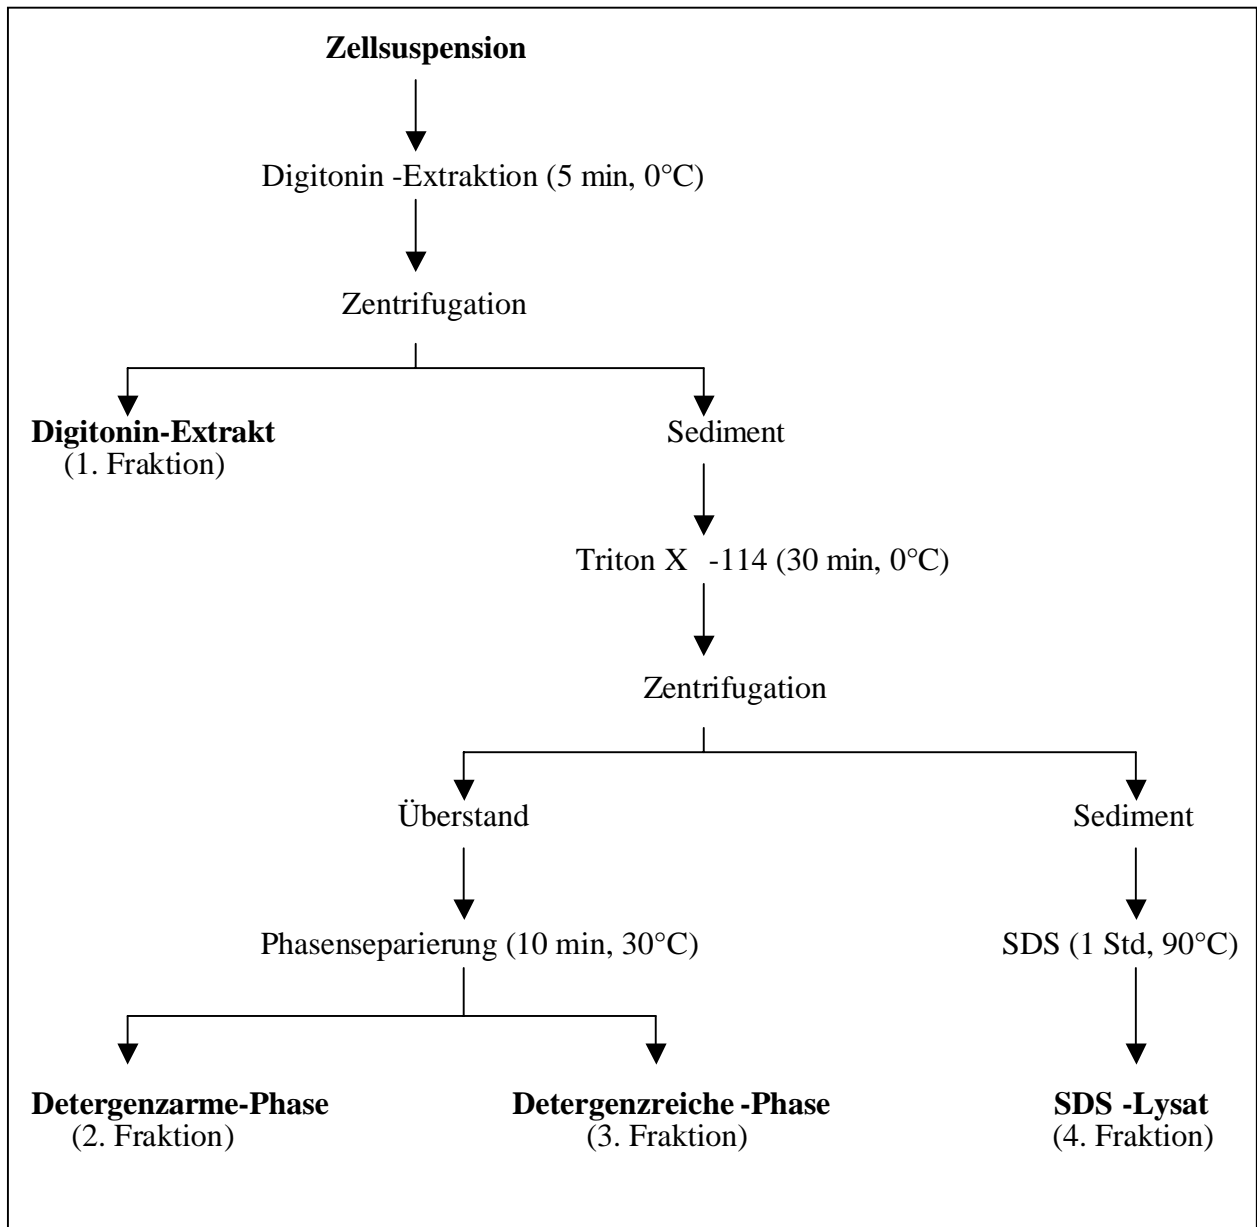 Zellsuspension
Digitonin -Extraktion (5 min, 0°C)
Zentrifugation
Digitonin-Extrakt
(1. Fraktion)
Sediment
Triton X -114 (30 min, 0°C)
Zentrifugation
Überstand
Sediment
Phasenseparierung (10 min, 30°C)
SDS (1 Std, 90°C)
Detergenzarme-Phase
(2. Fraktion)
Detergenzreiche -Phase
(3. Fraktion)
SDS -Lysat
(4. Fraktion)